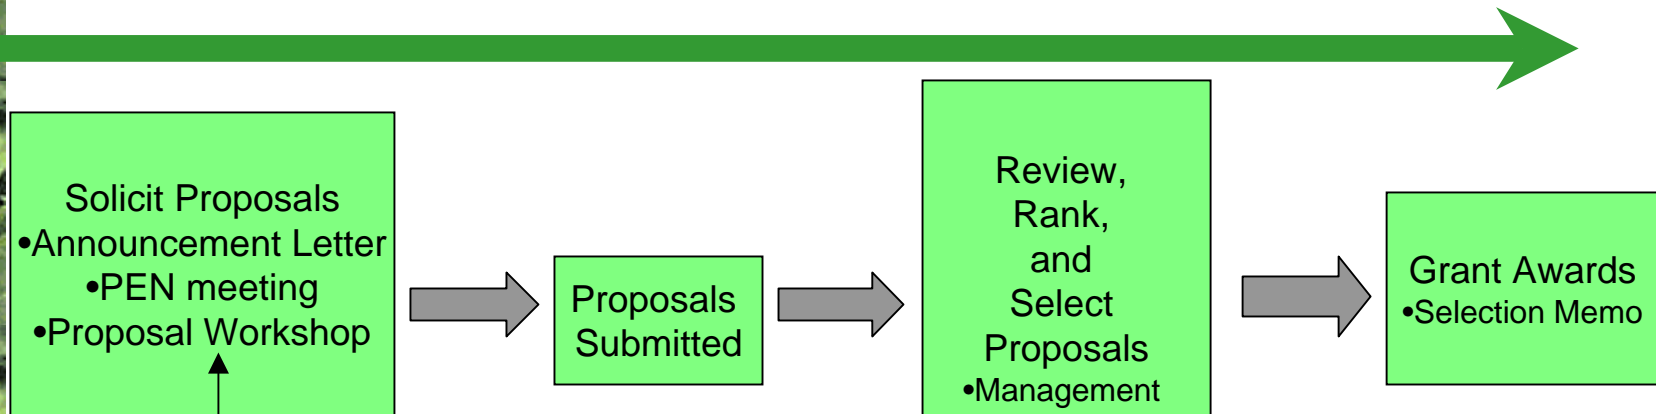 Solicit Proposals
•Announcement Letter
•PEN meeting
•Proposal Workshop
Proposals
Submitted
Review,
Rank,
and
Select
Proposals
•Management
Grant Awards
•Selection Memo